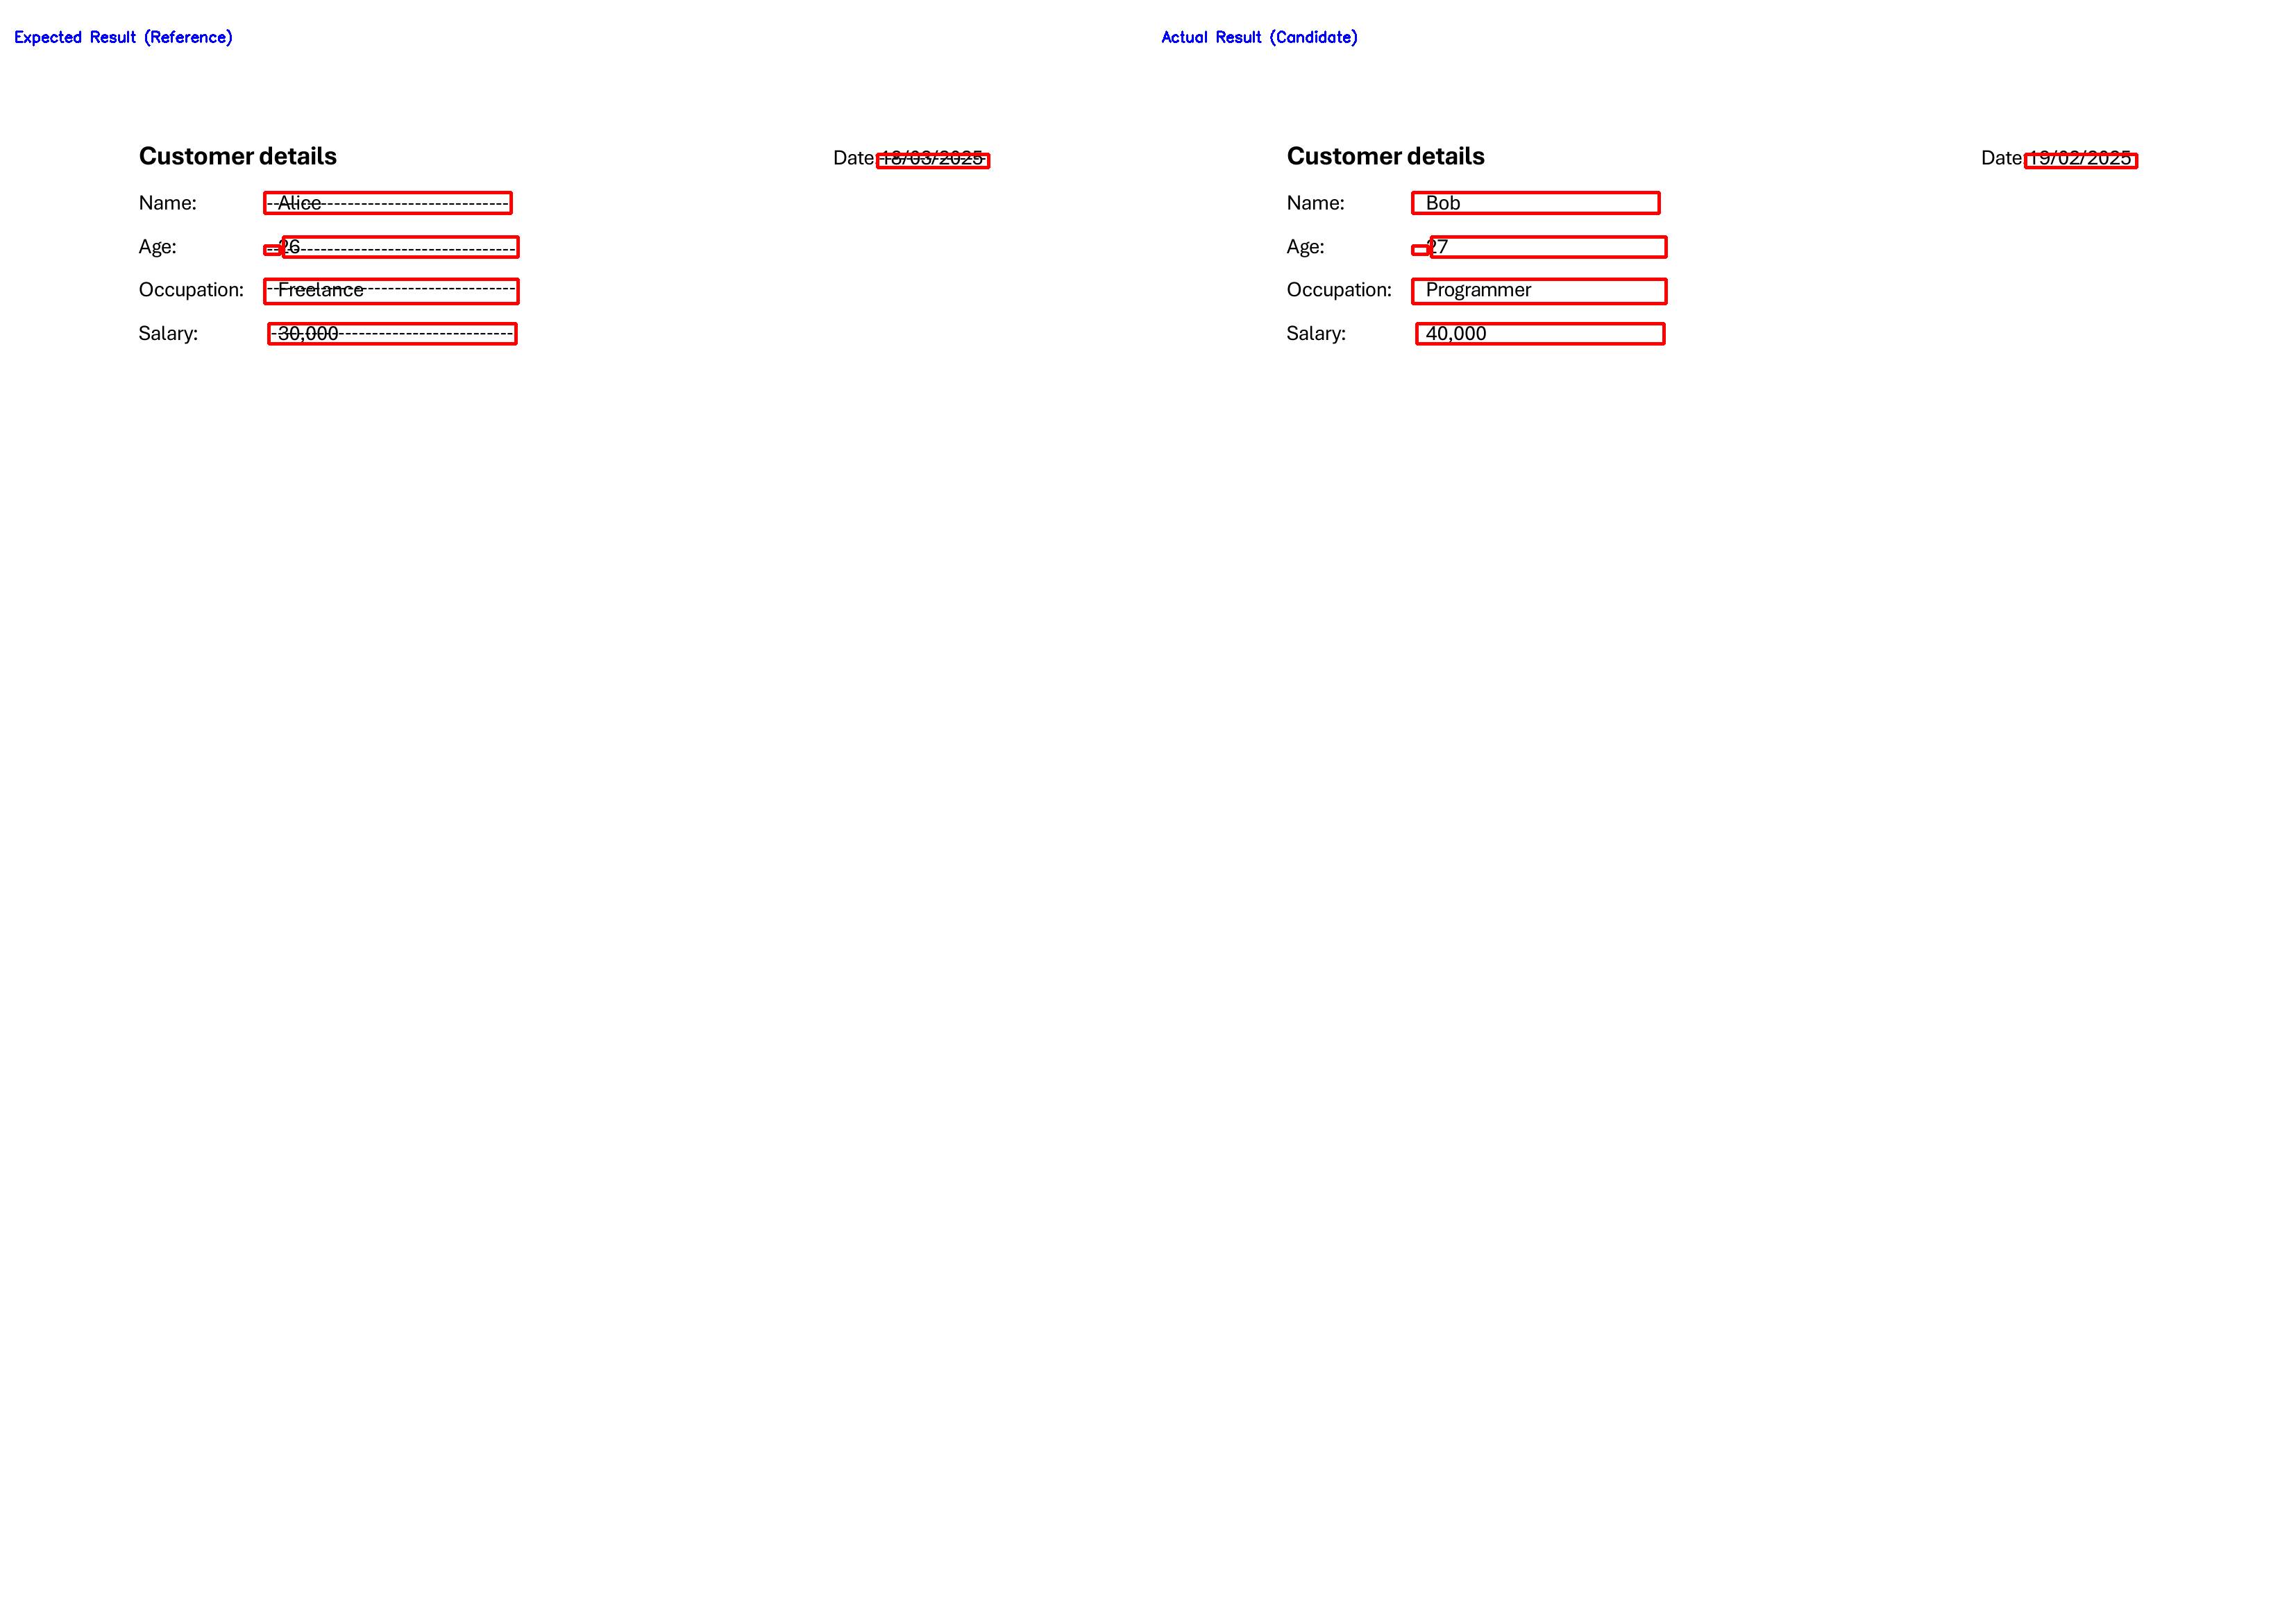 Expected Result (Reference)
Customer details
Date: 18/03/2025
Name: Alice
Age: 26
Occupation: Freelance
Salary: 30,000
Actual Result (Candidate)
Customer details
Date: 19/02/2025
Name: Bob
Age: 27
Occupation: Programmer
Salary: 40,000